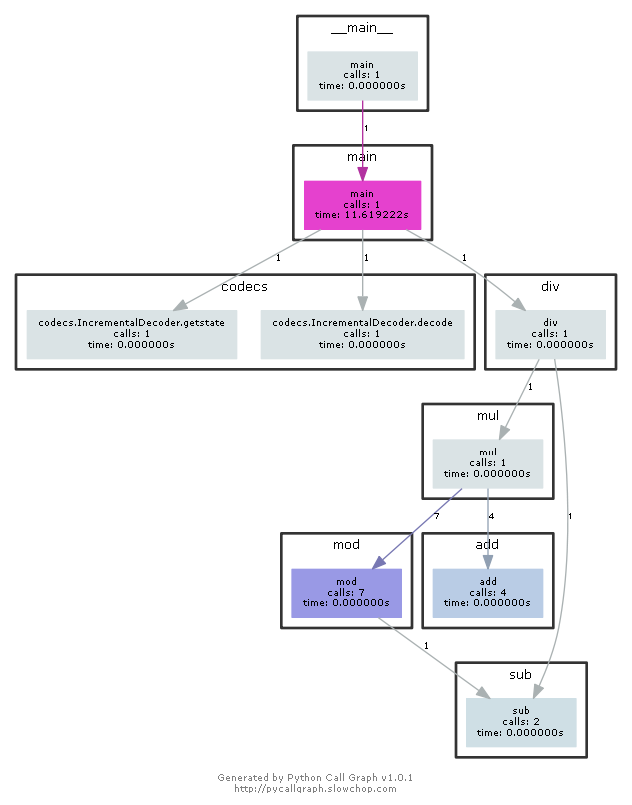 __main__
main
calls: 1
time: 0.000000s
1
main
main
calls: 1
time: 11.619222s
1
1
1
codecs
codecs.IncrementalDecoder.getstate
calls: 1
time: 0.000000s
codecs.IncrementalDecoder.decode
calls: 1
time: 0.000000s
div
div
calls: 1
time: 0.000000s
1
mul
mul
calls: 1
time: 0.000000s
7
4
1
mod
mod
calls: 7
time: 0.000000s
add
add
calls: 4
time: 0.000000s
1
sub
sub
calls: 2
time: 0.000000s
Generated by Python Call Graph v1.0.1
http://pycallgraph.slowchop.com